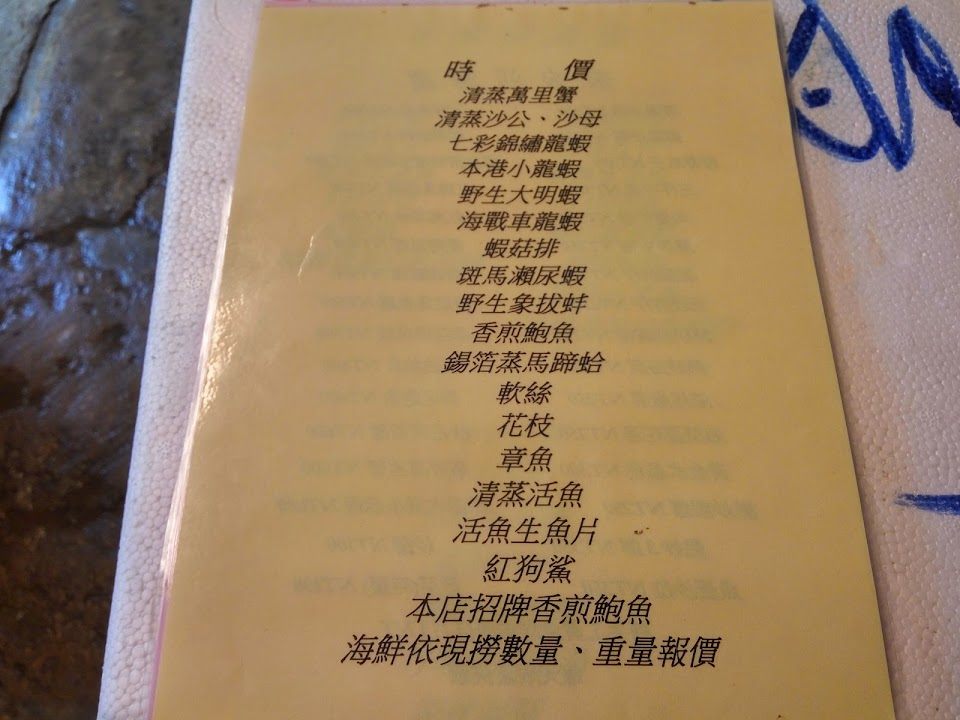 時 價
清蒸萬里蟹
清蒸沙公、沙母
七彩錦繡龍蝦
本港小龍蝦
野生大明蝦
海戰車龍蝦
蝦菇排
斑馬瀨尿蝦
野生象拔蚌
香煎鮑魚
錫箔蒸馬蹄蛤
軟絲
花枝
章魚
清蒸活魚
活魚生魚片
紅狗鯊
本店招牌香煎鮑魚
海鮮依現撈數量、重量報價